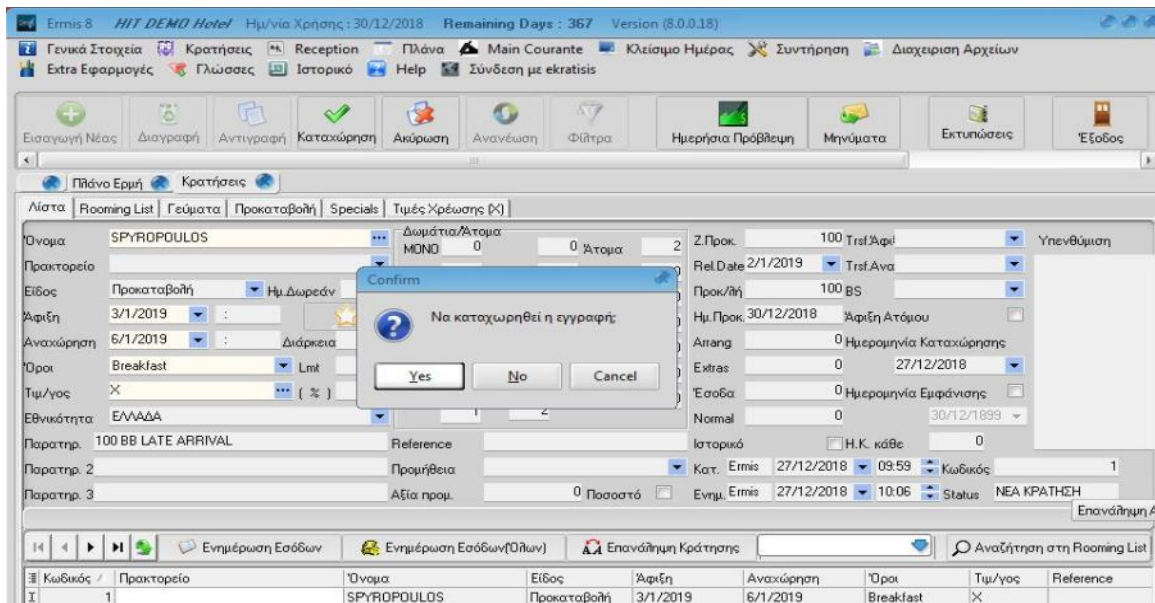 Ermis 8 HIT DEMO Hotel Ημ/νία Χρήσης : 30/12/2018 Remaining Days : 367 Version (8.0.0.18)
Γενικά Στοιχεία Κρατήσεις Reception Πλάνα Main Courante Κλείσιμο Ημέρας Συντήρηση Διαχειριση Αρχείων
Extra Εφαρμογές Γλώσσες Ιστορικό Help Σύνδεση με ekratisis
Εισαγωγή Νέας Διαγραφή Αντιγραφή Καταχώρηση Ακύρωση Ανανέωση Φίλτρα Ημερήσια Πρόβλεψη Μηνύματα Εκτυπώσεις Έξοδος
Πλάνο Ερμή Κρατήσεις
Λίστα Rooming List Γεύματα Προκαταβολή Specials Τιμές Χρέωσης (X)
Όνομα SPYROPOULOS ... Δωμάτια/Άτομα ΜΟΝΟ 0 0 Άτομα 2 Ζ.Προκ. 100 Trsf.Άφι Υπενθύμιση
Πρακτορείο Rel.Date 2/1/2019 Trsf.Ανα
Confirm
Είδος Προκαταβολή Ημ.Δωρεάν Προκ/λή 100 BS
Να καταχωρηθεί η εγγραφή;
Άφιξη 3/1/2019 : Ημ.Προκ. 30/12/2018 Άφιξη Ατόμου
Αναχώρηση 6/1/2019 : Διάρκεια Arrang 0 Ημερομηνία Καταχώρησης
Όροι Breakfast Lmt Yes No Cancel Extras 0 27/12/2018
Τιμ/γος X ... ( % ) Έσοδα 0 Ημερομηνία Εμφάνισης
Εθνικότητα ΕΛΛΑΔΑ 1 2 Normal 0 30/12/1899
Παρατηρ. 100 BB LATE ARRIVAL Reference Ιστορικό Η.Κ. κάθε 0
Παρατηρ. 2 Προμήθεια Κατ. Ermis 27/12/2018 09:59 Κωδικός 1
Παρατηρ. 3 Αξία προμ. 0 Ποσοστό Ενημ. Ermis 27/12/2018 10:06 Status ΝΕΑ ΚΡΑΤΗΣΗ
Επανάληψη Α
Ενημέρωση Εσόδων Ενημέρωση Εσόδων(Όλων) Επανάληψη Κράτησης Αναζήτηση στη Rooming List
Κωδικός Πρακτορείο Όνομα Είδος Άφιξη Αναχώρηση Όροι Τιμ/γος Reference
1 SPYROPOULOS Προκαταβολή 3/1/2019 6/1/2019 Breakfast X